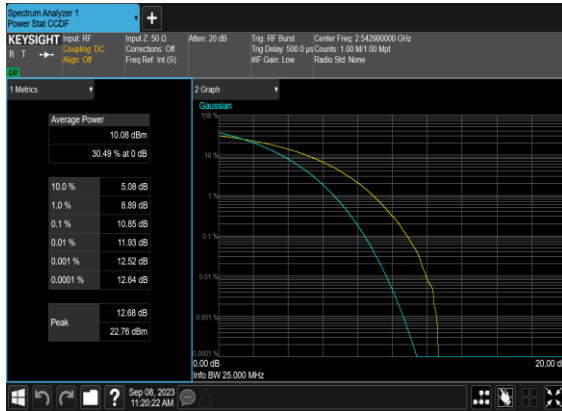 Spectrum Analyzer 1
Power Stat CCDF
KEYSIGHT
R T
LW
Input: RF
Coupling: DC
Align: Off
Input Z: 50 Ω
Corrections: Off
Freq Ref: Int (S)
Atten: 20 dB
Trig: RF Burst
Trig Delay: 500.0 µs
#IF Gain: Low
Center Freq: 2.542990000 GHz
Counts: 1.00 M/1.00 Mpt
Radio Std: None
1 Metrics
Average Power
10.08 dBm
30.49 % at 0 dB
10.0 % 5.08 dB
1.0 % 8.89 dB
0.1 % 10.85 dB
0.01 % 11.93 dB
0.001 % 12.52 dB
0.0001 % 12.64 dB
Peak
12.68 dB
22.76 dBm
2 Graph
Gaussian
100 %
10 %
1 %
0.1 %
0.01 %
0.001 %
0.0001 %
0.00 dB
20.00 d
Info BW 25.000 MHz
?
Sep 08, 2023
11:20:22 AM